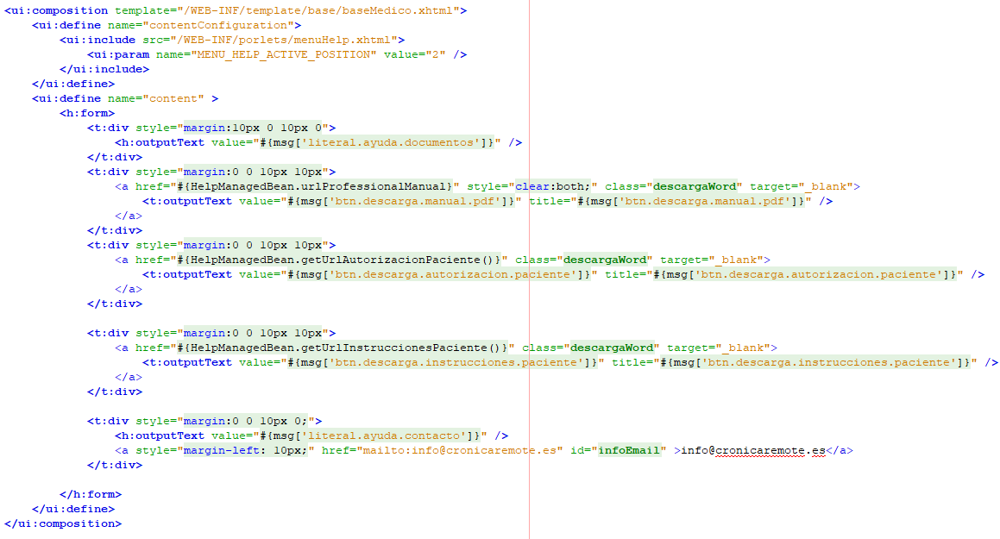 <ui:composition template="/WEB-INF/template/base/baseMedico.xhtml">
    <ui:define name="contentConfiguration">
        <ui:include src="/WEB-INF/porlets/menuHelp.xhtml">
            <ui:param name="MENU_HELP_ACTIVE_POSITION" value="2" />
        </ui:include>
    </ui:define>
    <ui:define name="content" >
        <h:form>
            <t:div style="margin:10px 0 10px 0">
                <h:outputText value="#{msg['literal.ayuda.documentos']}" />
            </t:div>
            <t:div style="margin:0 0 10px 10px">
                <a href="#{HelpManagedBean.urlProfessionalManual}" style="clear:both;" class="descargaWord" target="_blank">
                    <t:outputText value="#{msg['btn.descarga.manual.pdf']}" title="#{msg['btn.descarga.manual.pdf']}" />
                </a>
            </t:div>
            <t:div style="margin:0 0 10px 10px">
                <a href="#{HelpManagedBean.getUrlAutorizacionPaciente()}" class="descargaWord" target="_blank">
                    <t:outputText value="#{msg['btn.descarga.autorizacion.paciente']}" title="#{msg['btn.descarga.autorizacion.paciente']}" />
                </a>
            </t:div>

            <t:div style="margin:0 0 10px 10px">
                <a href="#{HelpManagedBean.getUrlInstruccionesPaciente()}" class="descargaWord" target="_blank">
                    <t:outputText value="#{msg['btn.descarga.instrucciones.paciente']}" title="#{msg['btn.descarga.instrucciones.paciente']}" />
                </a>
            </t:div>

            <t:div style="margin:0 0 10px 0;">
                <h:outputText value="#{msg['literal.ayuda.contacto']}" />
                <a style="margin-left: 10px;" href="mailto:info@cronicaremote.es" id="infoEmail" >info@cronicaremote.es</a>
            </t:div>

        </h:form>
    </ui:define>
</ui:composition>